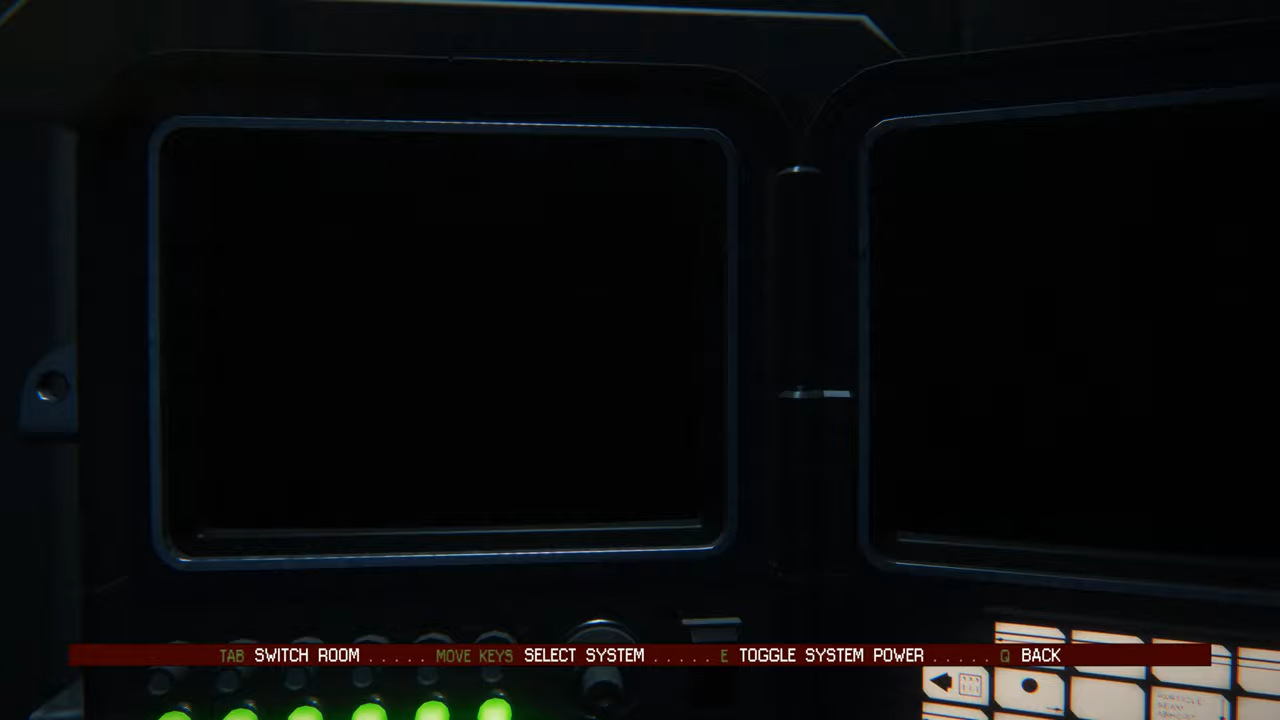 TAB SWITCH ROOM ..... MOVE KEYS SELECT SYSTEM ..... E TOGGLE SYSTEM POWER ..... Q BACK